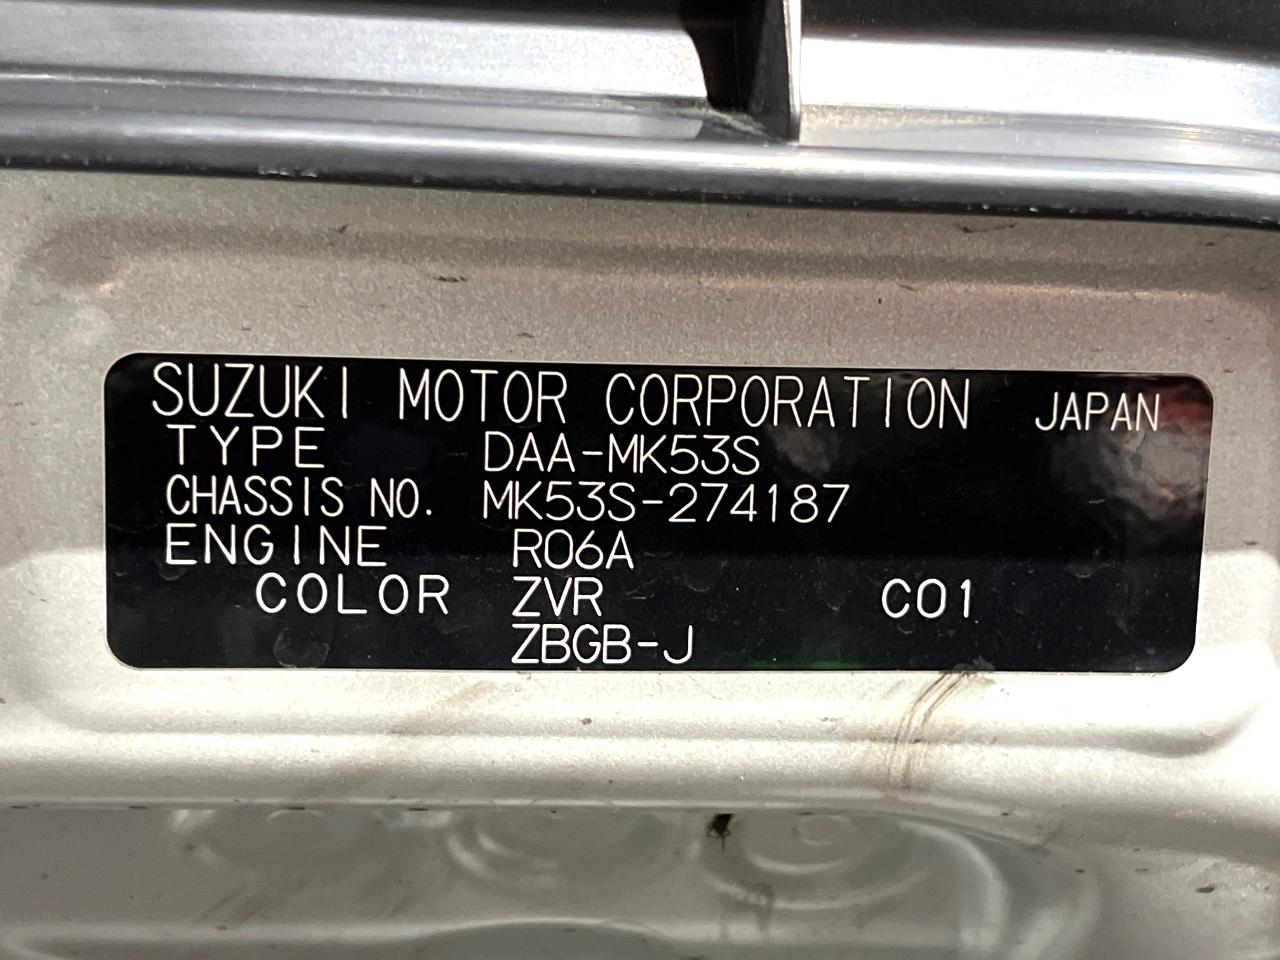 SUZUKI MOTOR CORPORATION JAPAN
TYPE DAA-MK53S
CHASSIS NO. MK53S-274187
ENGINE R06A
COLOR ZVR C01
ZBGB-J